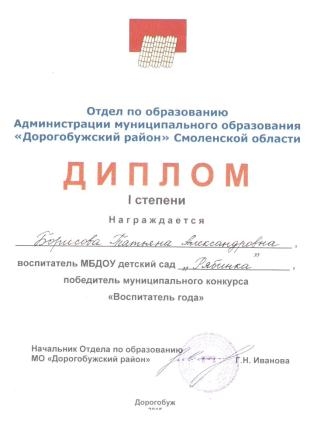 Отдел по образованию
Администрации муниципального образования
«Дорогобужский район» Смоленской области
ДИПЛОМ
I степени
Награждается
Борисова Татьяна Александровна,
воспитатель МБДОУ детский сад „Рябинка”,
победитель муниципального конкурса
«Воспитатель года»
Начальник Отдела по образованию
МО «Дорогобужский район» Г.Н. Иванова
Дорогобуж